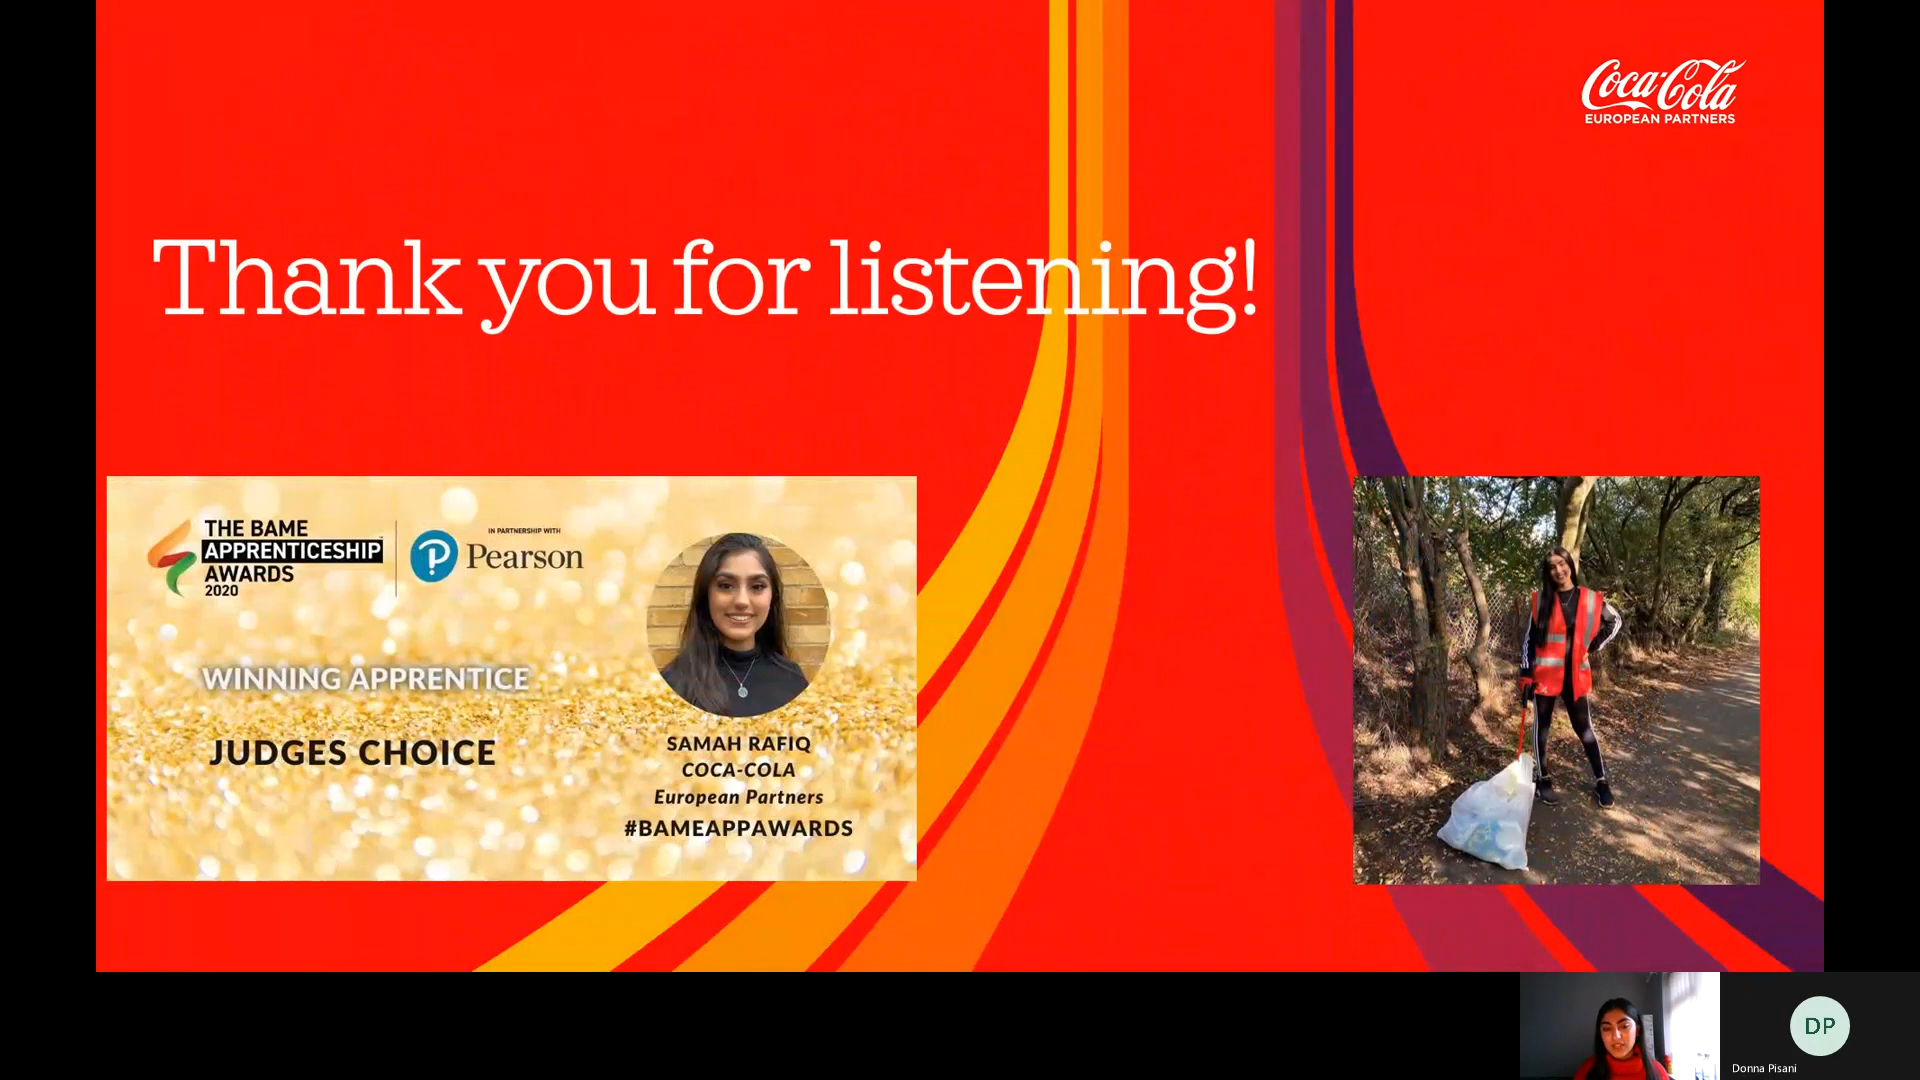 Coca-Cola
EUROPEAN PARTNERS
Thank you for listening!
THE BAME
APPRENTICESHIP
AWARDS
2020
IN PARTNERSHIP WITH
Pearson
WINNING APPRENTICE
JUDGES CHOICE
SAMAH RAFIQ
COCA-COLA
European Partners
#BAMEAPPAWARDS
DP
Donna Pisani